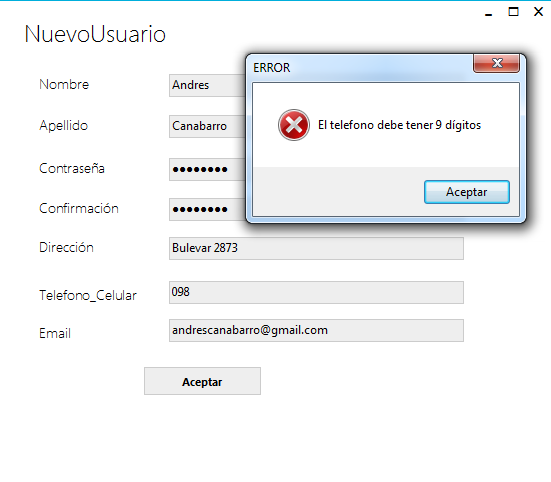 NuevoUsuario
ERROR
El telefono debe tener 9 dígitos
Aceptar
Nombre
Andres
Apellido
Canabarro
Contraseña
●●●●●●●●
Confirmación
●●●●●●●●
Dirección
Bulevar 2873
Telefono_Celular
098
Email
andrescanabarro@gmail.com
Aceptar